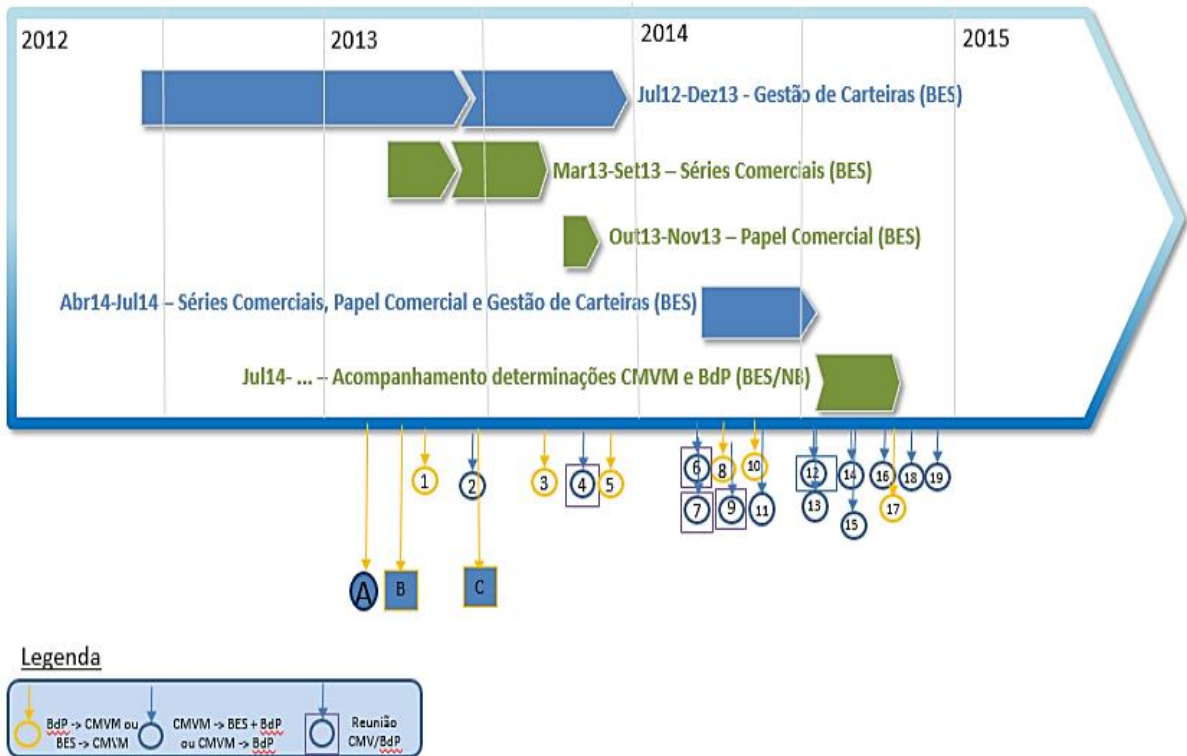 2012
2013
2014
2015
Jul12-Dez13 - Gestão de Carteiras (BES)
Mar13-Set13 – Séries Comerciais (BES)
Out13-Nov13 – Papel Comercial (BES)
Abr14-Jul14 – Séries Comerciais, Papel Comercial e Gestão de Carteiras (BES)
Jul14- ... – Acompanhamento determinações CMVM e BdP (BES/NB)
1
2
3
4
5
6
8
10
12
14
16
18
19
7
9
11
13
15
17
A
B
C
Legenda
BdP -> CMVM ou
BES -> CMVM
CMVM -> BES + BdP
ou CMVM -> BdP
Reunião
CMV/BdP